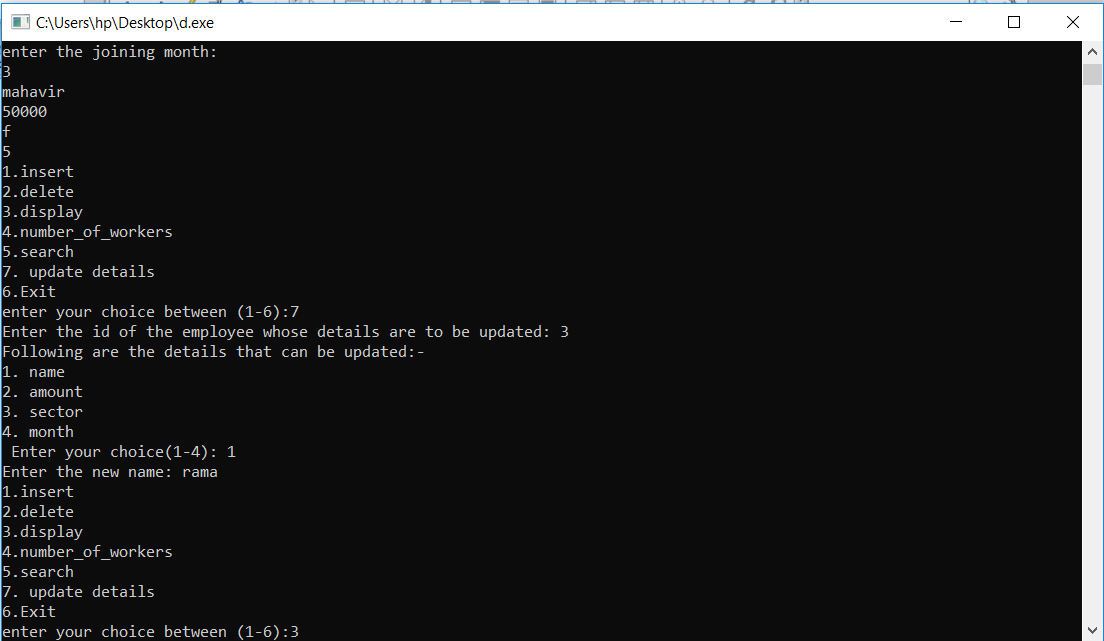 C:\Users\hp\Desktop\d.exe
enter the joining month:
3
mahavir
50000
f
5
1.insert
2.delete
3.display
4.number_of_workers
5.search
7. update details
6.Exit
enter your choice between (1-6):7
Enter the id of the employee whose details are to be updated: 3
Following are the details that can be updated:-
1. name
2. amount
3. sector
4. month
 Enter your choice(1-4): 1
Enter the new name: rama
1.insert
2.delete
3.display
4.number_of_workers
5.search
7. update details
6.Exit
enter your choice between (1-6):3